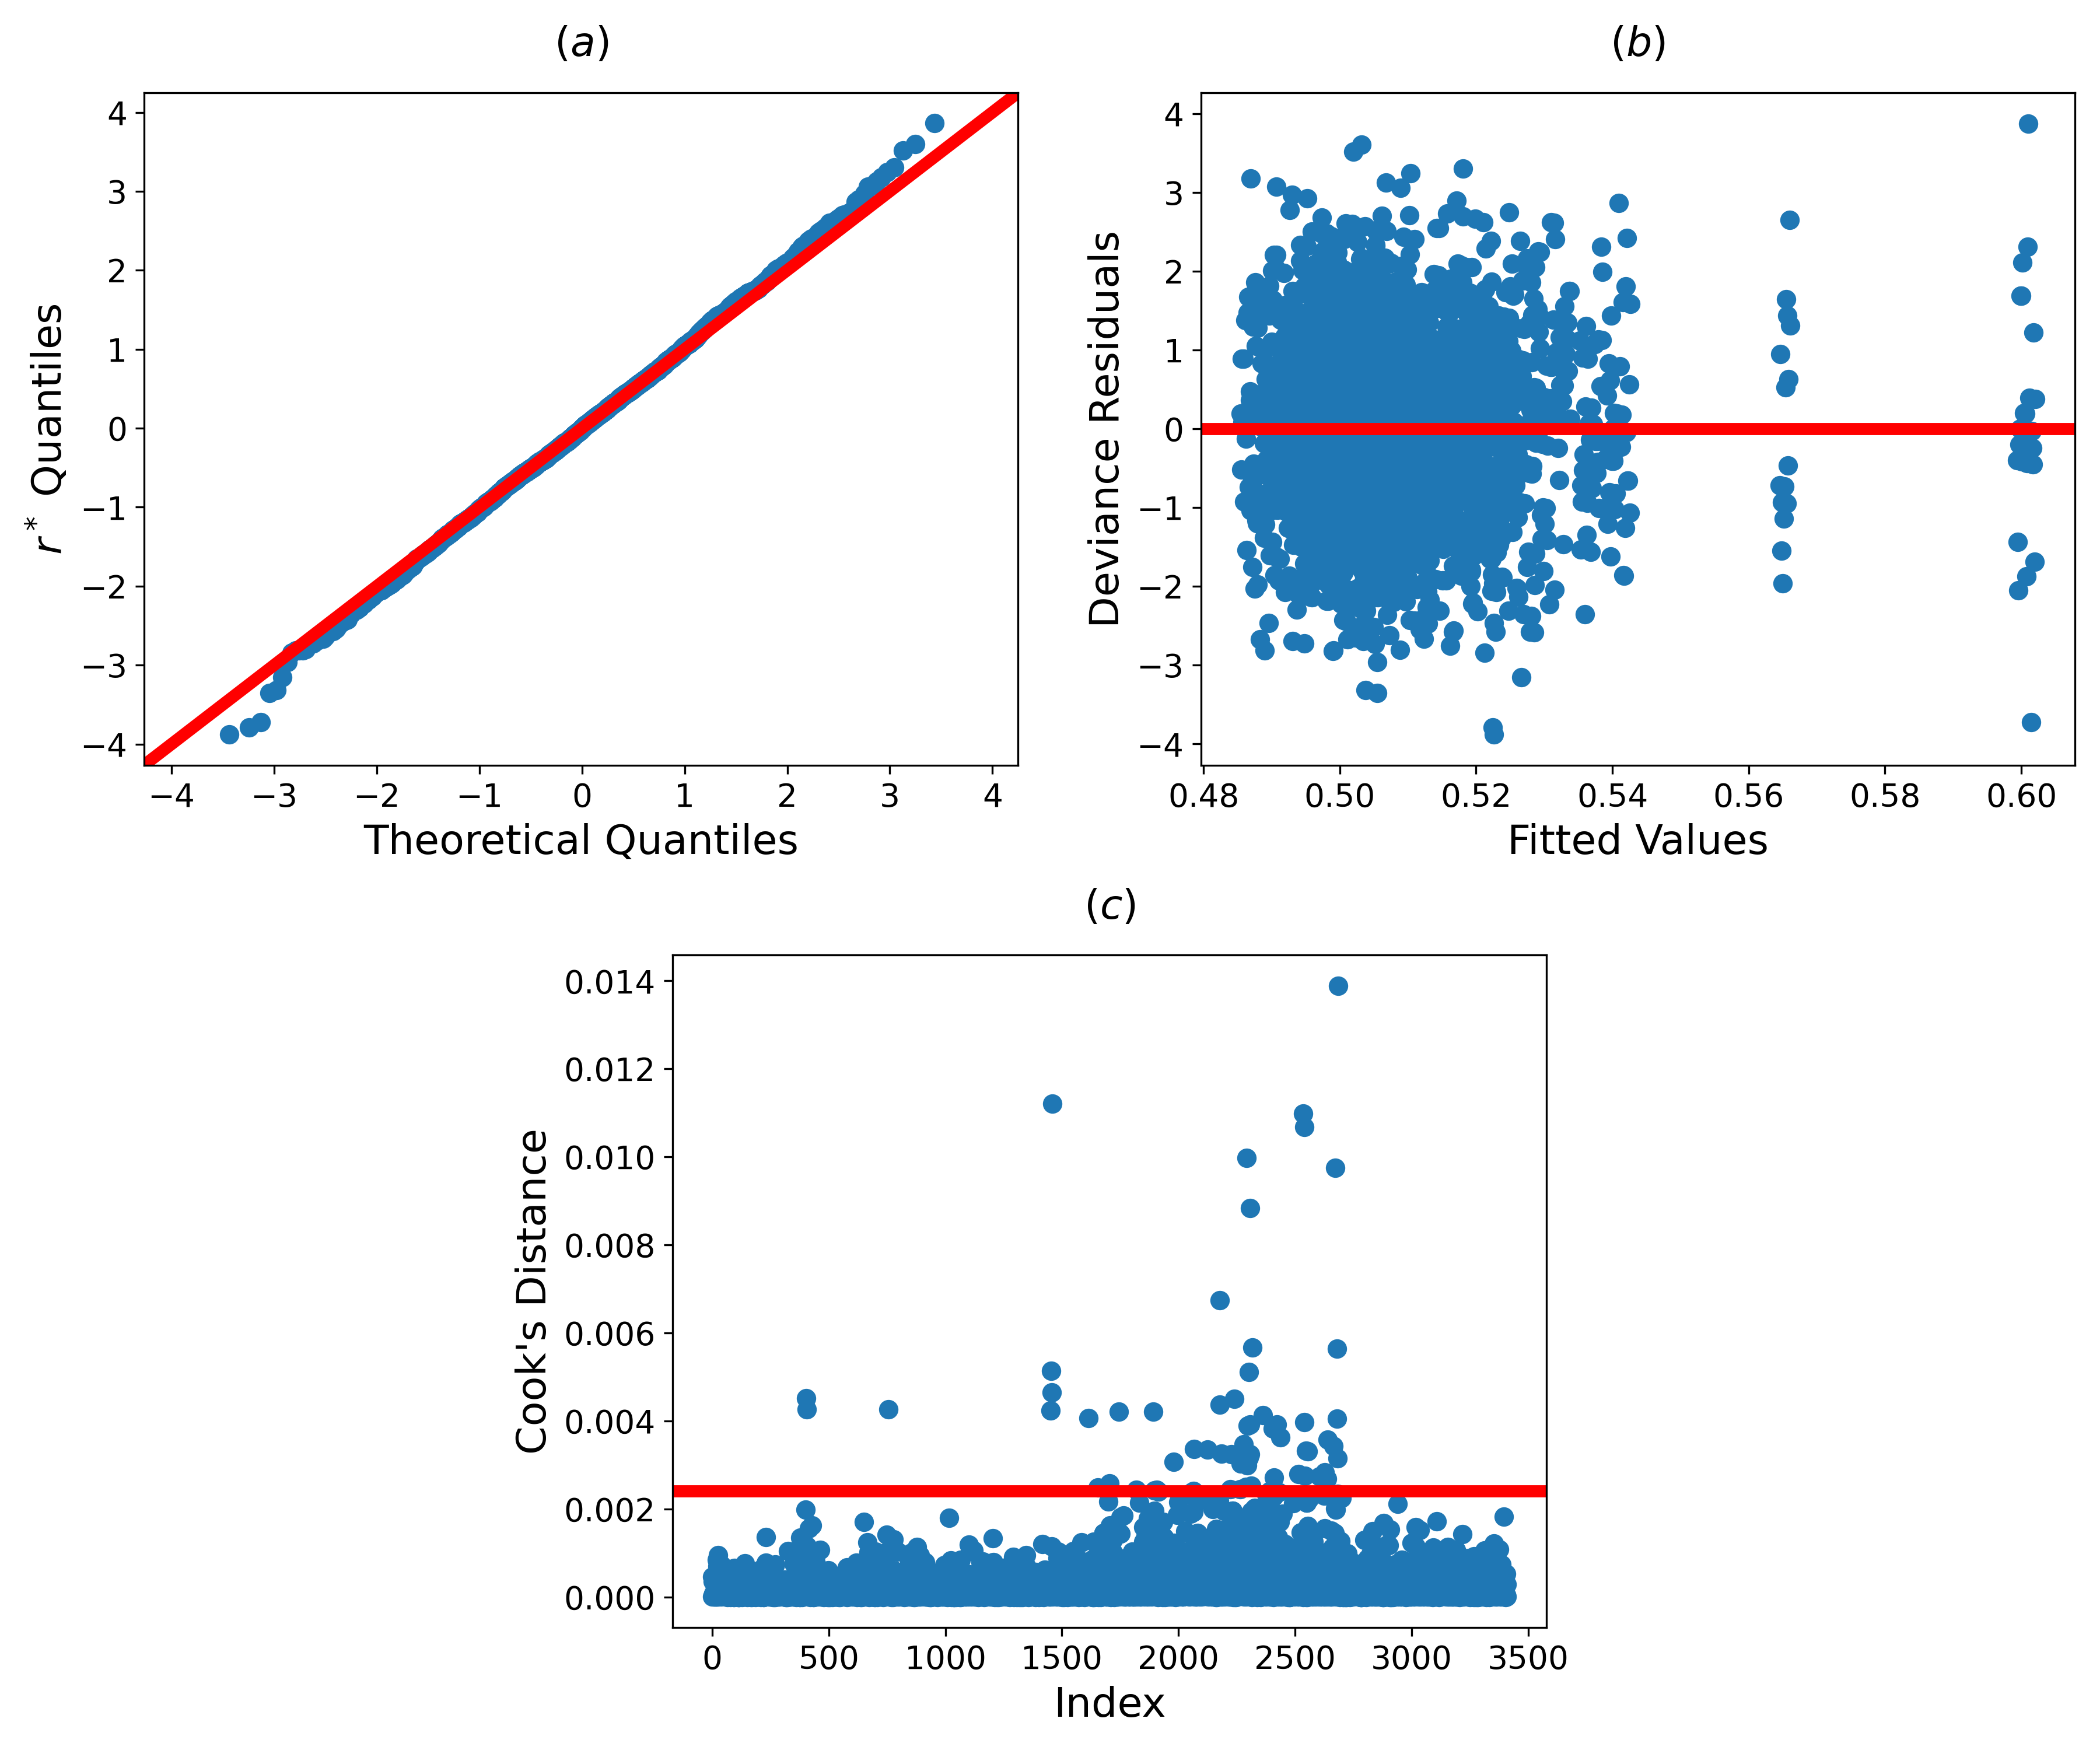 (a)
4
3
2
1
0
−1
−2
−3
−4
r* Quantiles
−4 −3 −2 −1 0 1 2 3 4
Theoretical Quantiles
(b)
4
3
2
1
0
−1
−2
−3
−4
Deviance Residuals
0.48 0.50 0.52 0.54 0.56 0.58 0.60
Fitted Values
(c)
0.014
0.012
0.010
0.008
0.006
0.004
0.002
0.000
Cook's Distance
0 500 1000 1500 2000 2500 3000 3500
Index